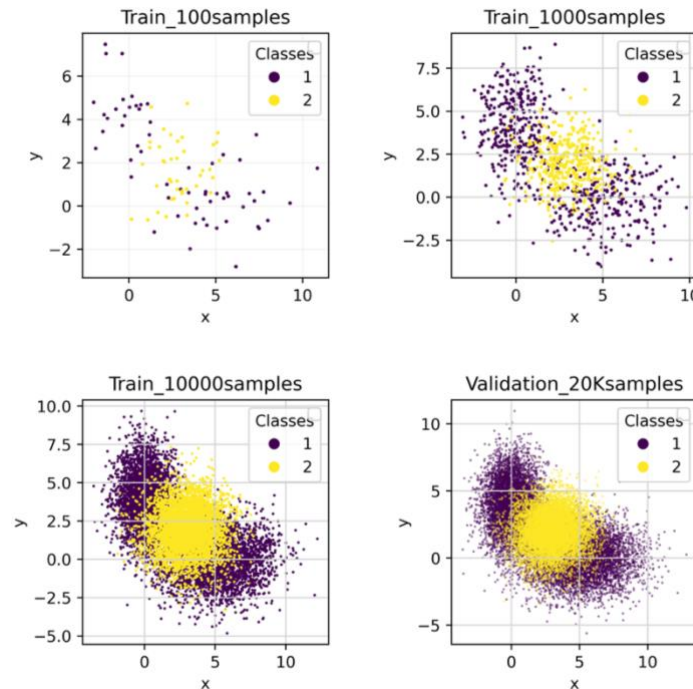 Train_100samples
Classes
1
2
6
4
2
0
−2
y
0
5
10
x
Train_1000samples
Classes
1
2
7.5
5.0
2.5
0.0
−2.5
y
0
5
10
x
Train_10000samples
Classes
1
2
10.0
7.5
5.0
2.5
0.0
−2.5
−5.0
y
0
5
10
x
Validation_20Ksamples
Classes
1
2
10
5
0
−5
y
0
5
10
x